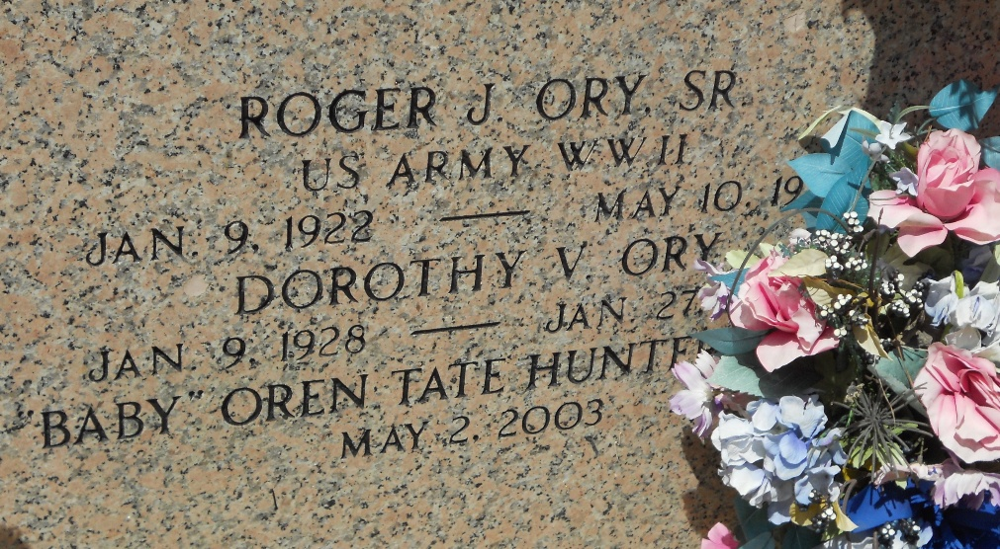 ROGER J. ORY, SR
US ARMY WWII
JAN. 9, 1922 — MAY 10, 19
DOROTHY V ORY
JAN 9 1928 — JAN. 27
"BABY" OREN TATE HUNTE
MAY 2, 2003